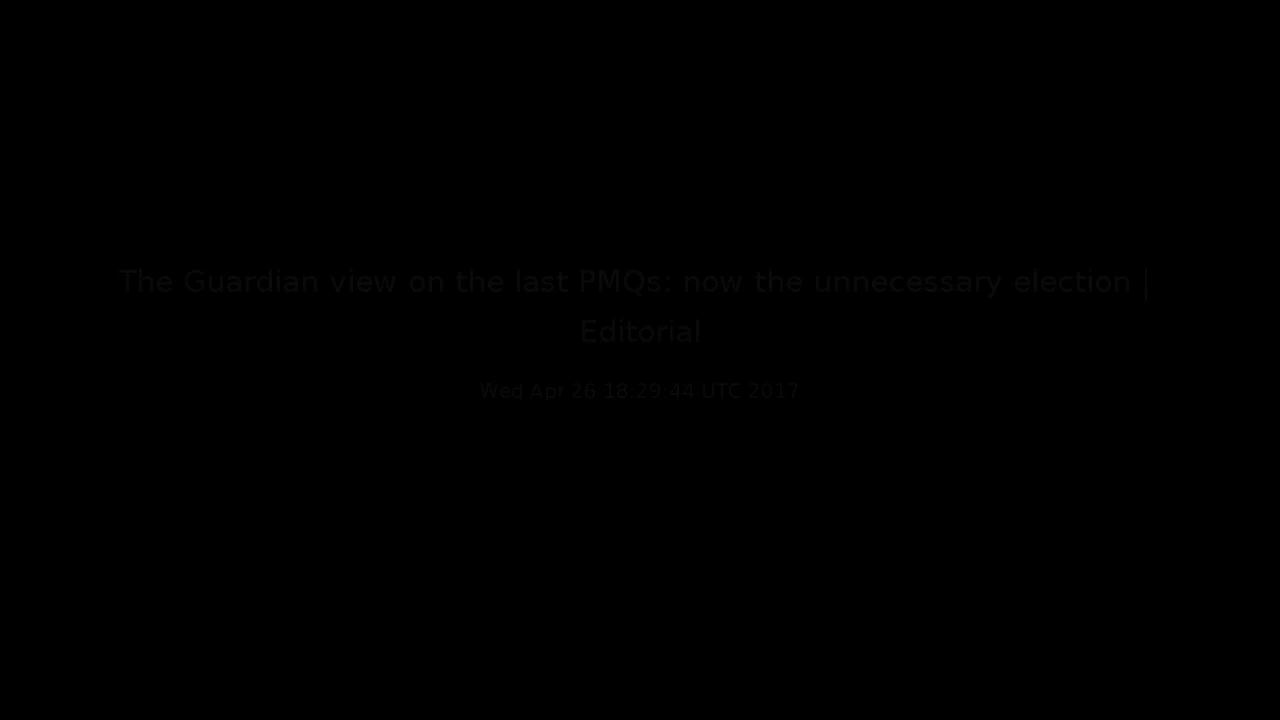 The Guardian view on the last PMQs: now the unnecessary election |
Editorial
Wed Apr 26 18:29:44 UTC 2017